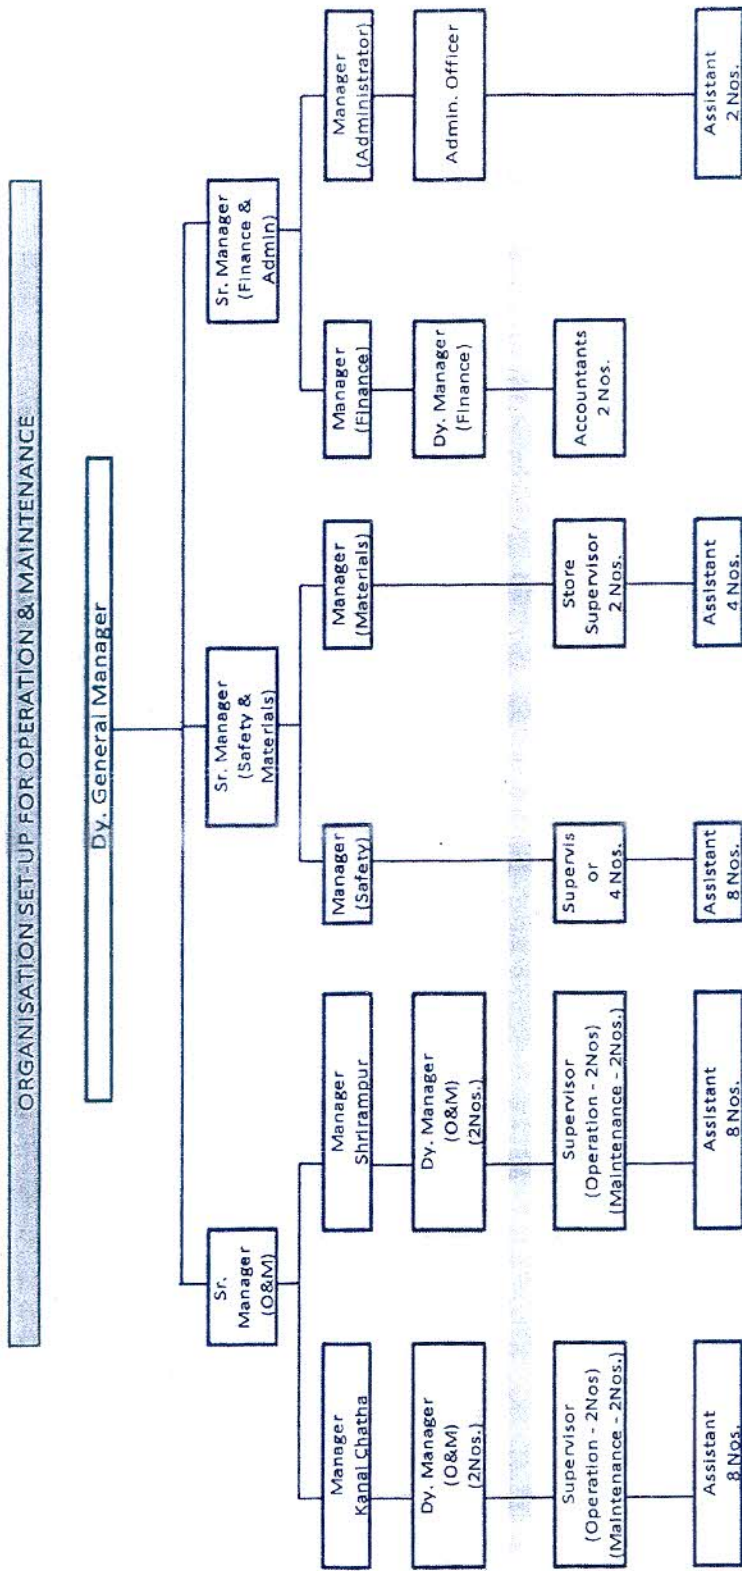 ORGANISATION SET-UP FOR OPERATION & MAINTENANCE
Dy. General Manager
Sr.
Manager
(O&M)
Sr. Manager
(Safety &
Materials)
Sr. Manager
(Finance &
Admin)
Manager
Kanai Chatha
Manager
Shrirampur
Manager
(Safety)
Manager
(Materials)
Manager
(Finance)
Manager
(Administrator)
Dy. Manager
(O&M)
(2Nos.)
Dy. Manager
(O&M)
(2Nos.)
Dy. Manager
(Finance)
Admin. Officer
Supervisor
(Operation - 2Nos)
(Maintenance - 2Nos.)
Supervisor
(Operation - 2Nos)
(Maintenance - 2Nos.)
Supervis
or
4 Nos.
Store
Supervisor
2 Nos.
Accountants
2 Nos.
Assistant
8 Nos.
Assistant
8 Nos.
Assistant
8 Nos.
Assistant
4 Nos.
Assistant
2 Nos.